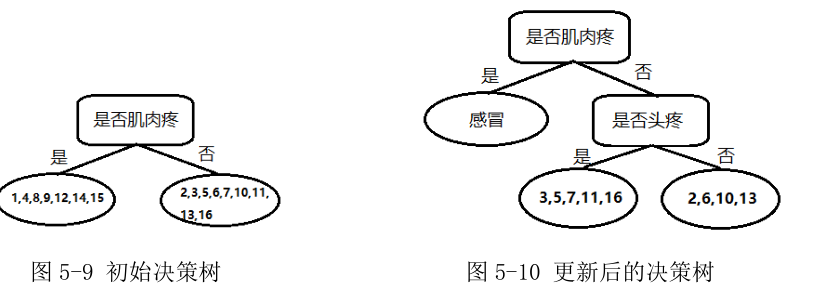 是否肌肉疼
是
否
1,4,8,9,12,14,15
2,3,5,6,7,10,11,
13,16
图 5-9 初始决策树
是否肌肉疼
是
否
感冒
是否头疼
是
否
3,5,7,11,16
2,6,10,13
图 5-10 更新后的决策树